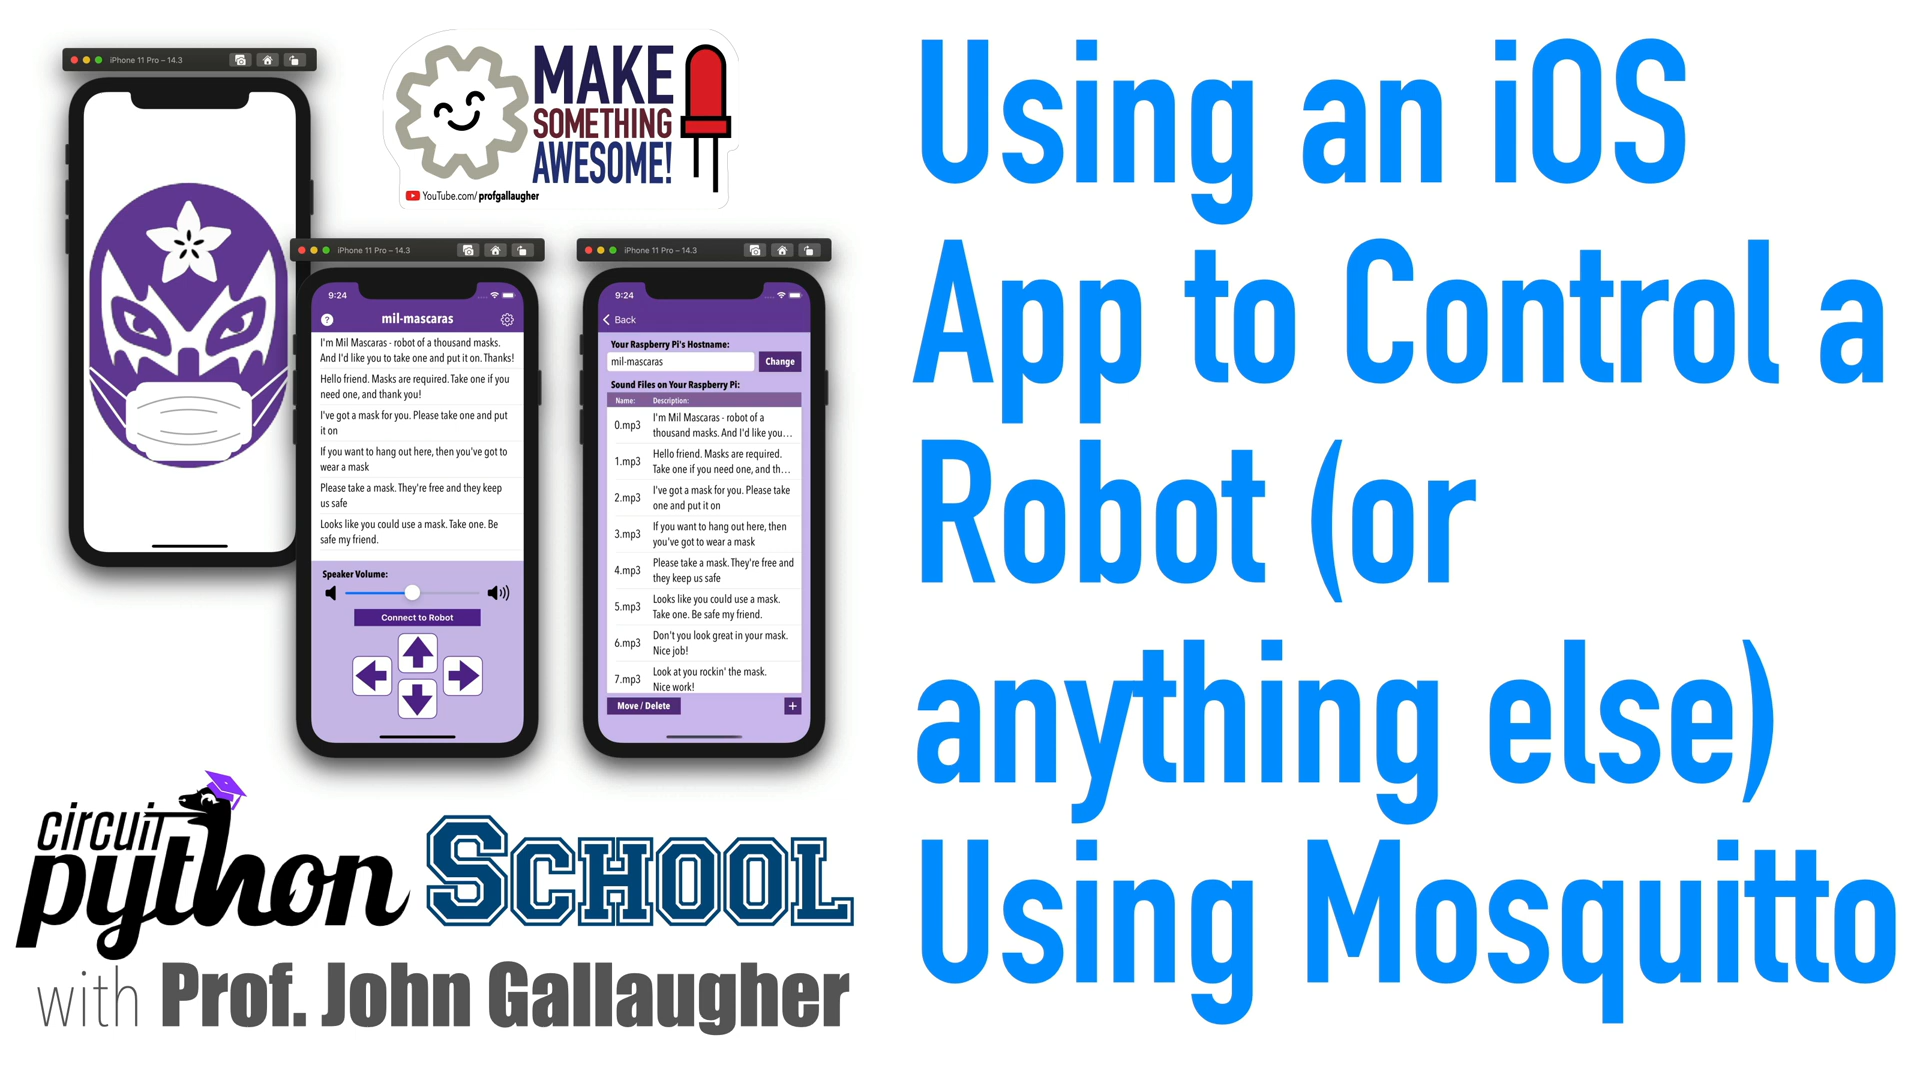 iPhone 11 Pro – 14.3
MAKE
SOMETHING
AWESOME!
YouTube.com/profgallaugher
iPhone 11 Pro – 14.3
9:24
mil-mascaras
I'm Mil Mascaras - robot of a thousand masks.
And I'd like you to take one and put it on. Thanks!
Hello friend. Masks are required. Take one if you
need one, and thank you!
I've got a mask for you. Please take one and put
it on
If you want to hang out here, then you've got to
wear a mask
Please take a mask. They're free and they keep
us safe
Looks like you could use a mask. Take one. Be
safe my friend.
Speaker Volume:
Connect to Robot
iPhone 11 Pro – 14.3
9:24
Back
Your Raspberry Pi's Hostname:
mil-mascaras
Change
Sound Files on Your Raspberry Pi:
Name: Description:
0.mp3 I'm Mil Mascaras - robot of a
thousand masks. And I'd like you...
1.mp3 Hello friend. Masks are required.
Take one if you need one, and th...
2.mp3 I've got a mask for you. Please take
one and put it on
3.mp3 If you want to hang out here, then
you've got to wear a mask
4.mp3 Please take a mask. They're free and
they keep us safe
5.mp3 Looks like you could use a mask.
Take one. Be safe my friend.
6.mp3 Don't you look great in your mask.
Nice job!
7.mp3 Look at you rockin' the mask.
Nice work!
Move / Delete +
circuit
python SCHOOL
with Prof. John Gallaugher
Using an iOS
App to Control a
Robot (or
anything else)
Using Mosquitto